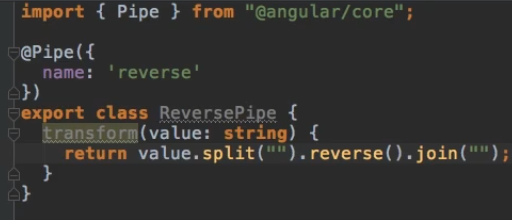 import { Pipe } from "@angular/core";
@Pipe({
  name: 'reverse'
})
export class ReversePipe {
  transform(value: string) {
    return value.split("").reverse().join("");
  }
}